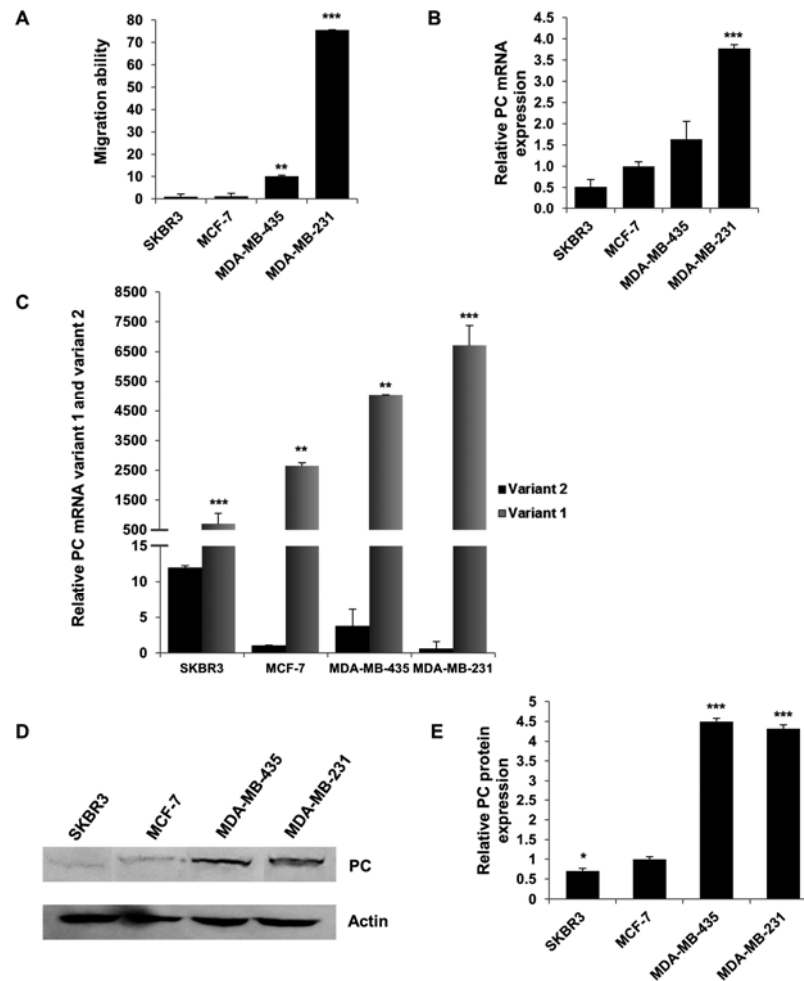 A
Migration ability
80
70
60
50
40
30
20
10
0
**
***
SKBR3
MCF-7
MDA-MB-435
MDA-MB-231
B
Relative PC mRNA
expression
4.5
4.0
3.5
3.0
2.5
2.0
1.5
1.0
0.5
0.0
***
SKBR3
MCF-7
MDA-MB-435
MDA-MB-231
C
Relative PC mRNA variant 1 and variant 2
8500
7500
6500
5500
4500
3500
2500
1500
500
15
10
5
0
***
**
**
***
SKBR3
MCF-7
MDA-MB-435
MDA-MB-231
Variant 2
Variant 1
D
SKBR3
MCF-7
MDA-MB-435
MDA-MB-231
PC
Actin
E
Relative PC protein
expression
5
4.5
4
3.5
3
2.5
2
1.5
1
0.5
0
*
***
***
SKBR3
MCF-7
MDA-MB-435
MDA-MB-231